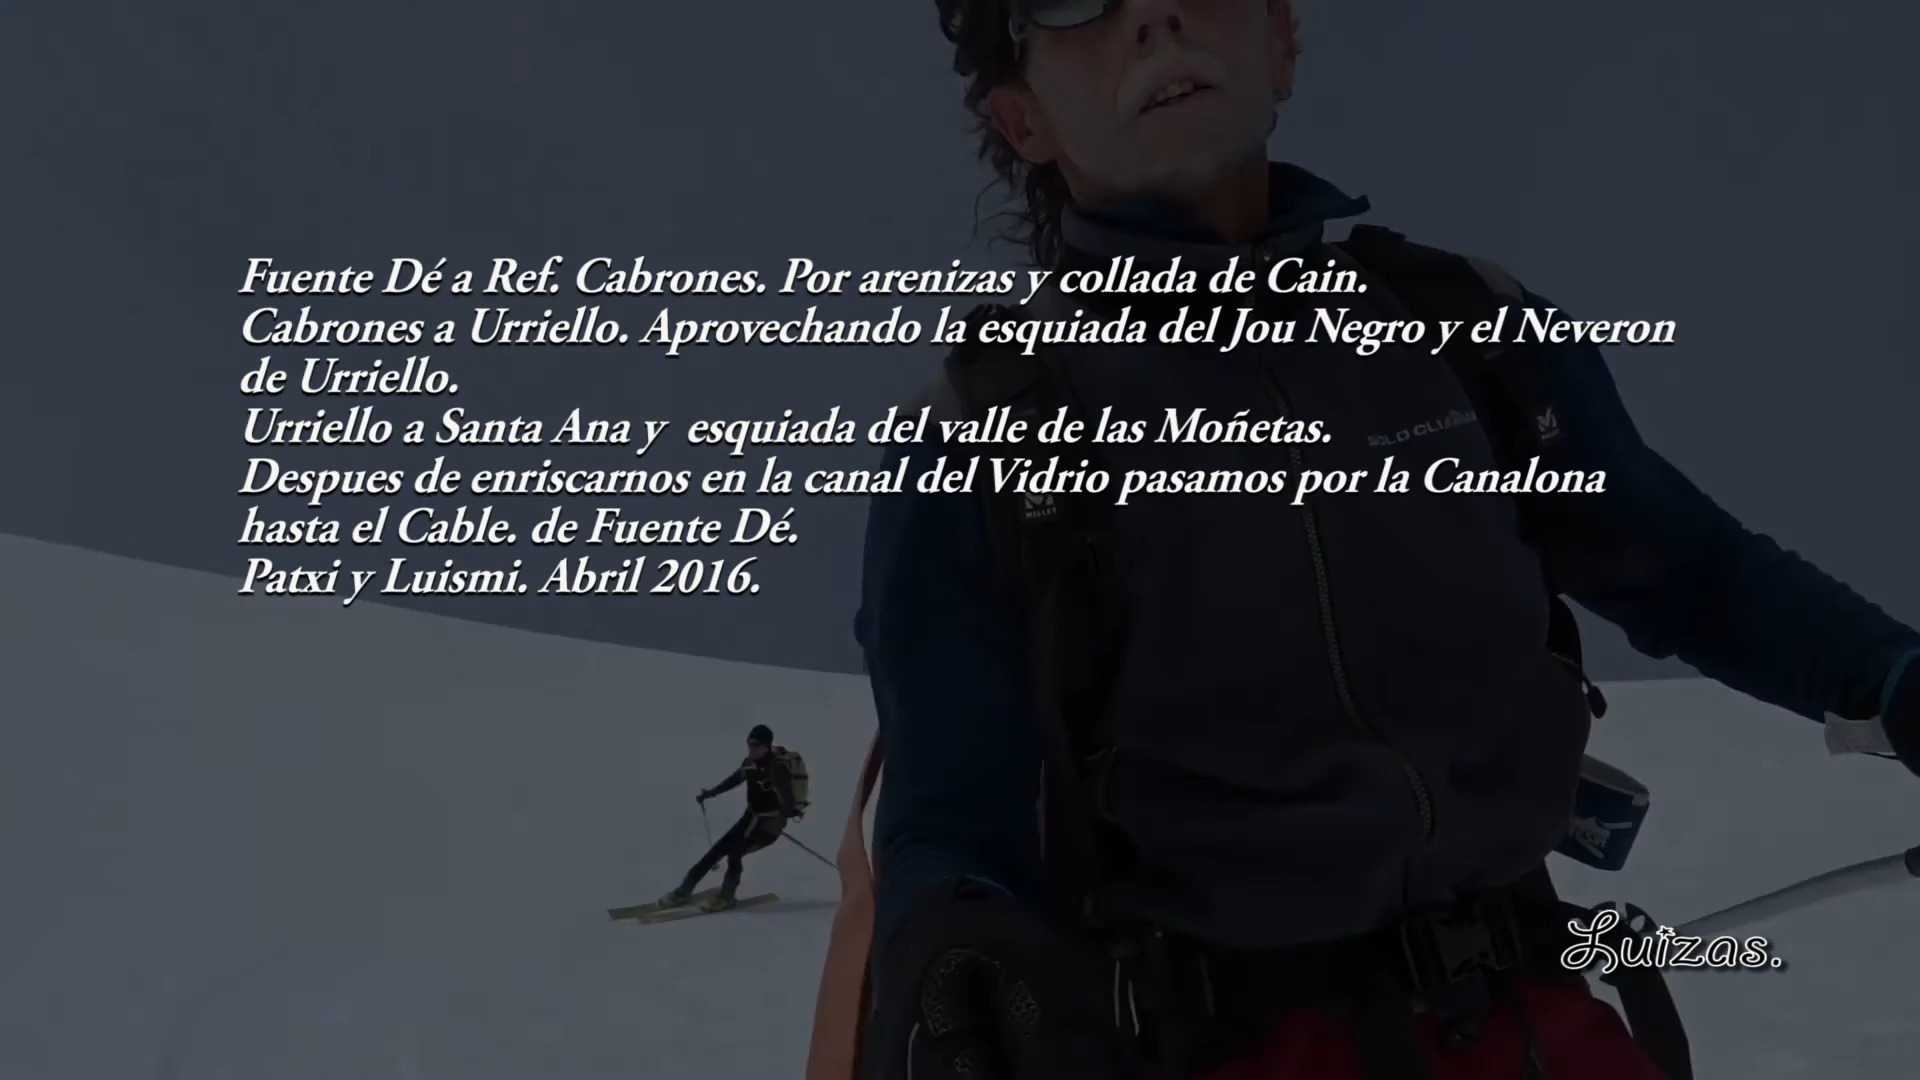 Fuente Dé a Ref. Cabrones. Por arenizas y collada de Cain.
Cabrones a Urriello. Aprovechando la esquiada del Jou Negro y el Neveron
de Urriello.
Urriello a Santa Ana y  esquiada del valle de las Moñetas.
Despues de enriscarnos en la canal del Vidrio pasamos por la Canalona
hasta el Cable. de Fuente Dé.
Patxi y Luismi. Abril 2016.
MILLET
Luizas.